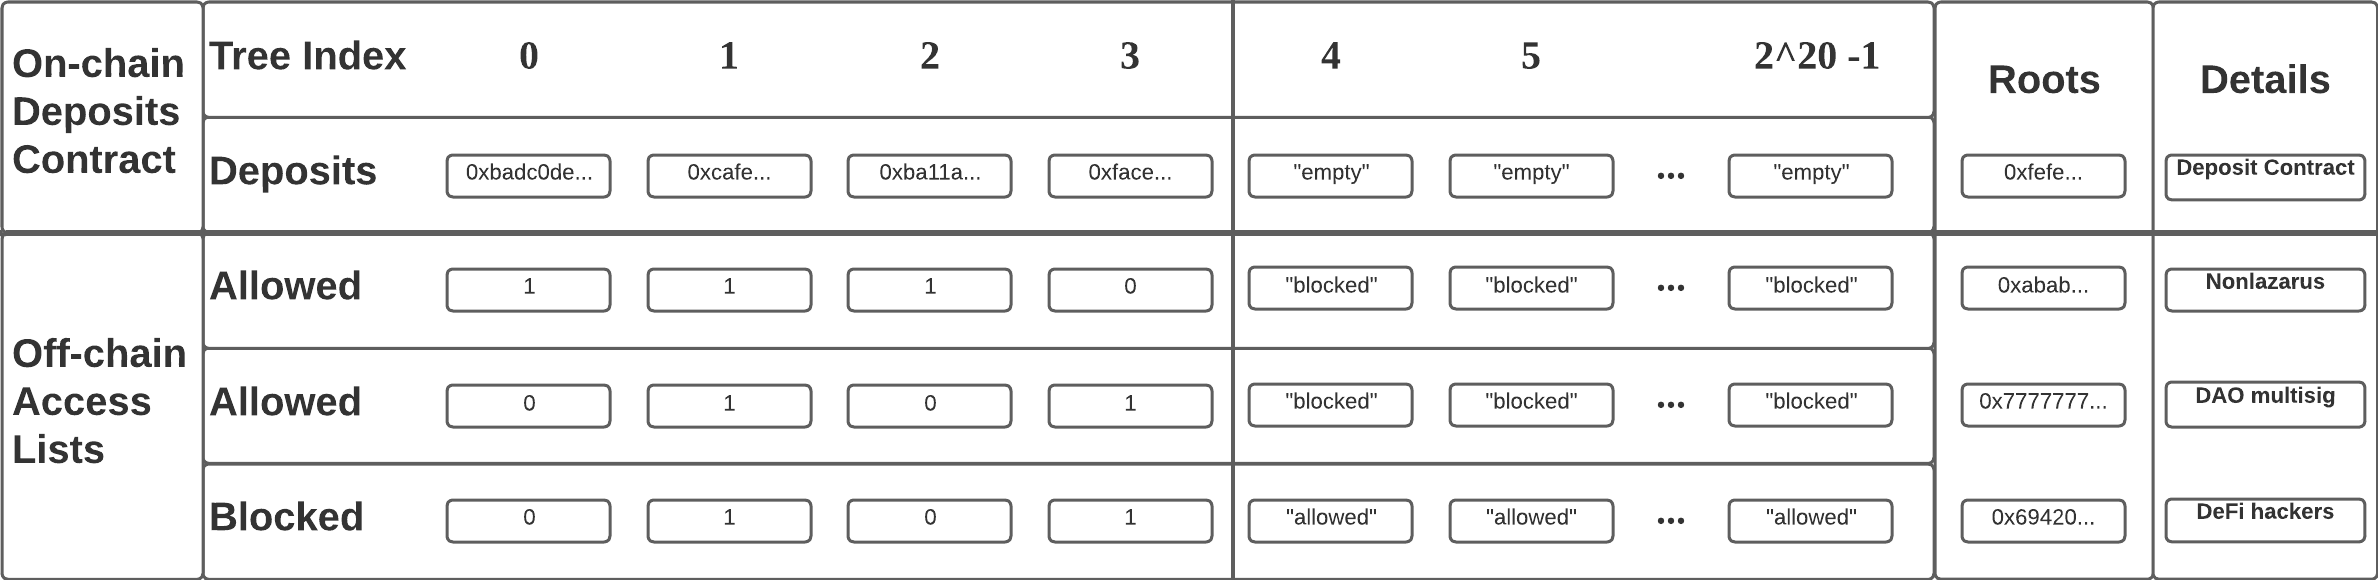 On-chain
Deposits
Contract
Tree Index 0 1 2 3 4 5 2^20 -1
Roots Details
Deposits 0xbadc0de... 0xcafe... 0xba11a... 0xface... "empty" "empty" ... "empty" 0xfefe... Deposit Contract
Off-chain
Access
Lists
Allowed 1 1 1 0 "blocked" "blocked" ... "blocked" 0xabab... Nonlazarus
Allowed 0 1 0 1 "blocked" "blocked" ... "blocked" 0x7777777... DAO multisig
Blocked 0 1 0 1 "allowed" "allowed" ... "allowed" 0x69420... DeFi hackers